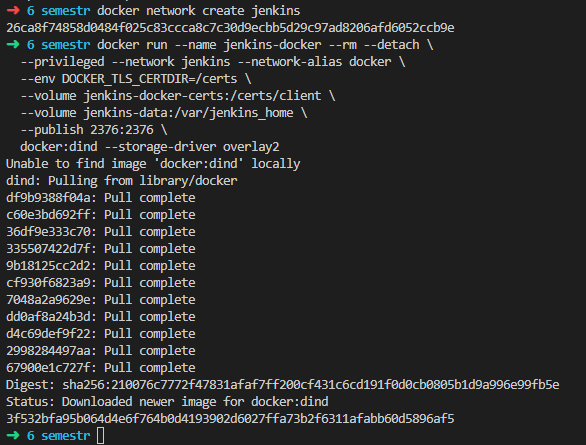 ➜ 6 semestr docker network create jenkins
26ca8f74858d0484f025c83ccca8c7c30d9ecbb5d29c97ad8206afd6052ccb9e
➜ 6 semestr docker run --name jenkins-docker --rm --detach \
  --privileged --network jenkins --network-alias docker \
  --env DOCKER_TLS_CERTDIR=/certs \
  --volume jenkins-docker-certs:/certs/client \
  --volume jenkins-data:/var/jenkins_home \
  --publish 2376:2376 \
  docker:dind --storage-driver overlay2
Unable to find image 'docker:dind' locally
dind: Pulling from library/docker
df9b9388f04a: Pull complete
c60e3bd692ff: Pull complete
36df9e333c70: Pull complete
335507422d7f: Pull complete
9b18125cc2d2: Pull complete
cf930f6823a9: Pull complete
7048a2a9629e: Pull complete
dd0af8a24b3d: Pull complete
d4c69def9f22: Pull complete
2998284497aa: Pull complete
67900e1c727f: Pull complete
Digest: sha256:210076c7772f47831afaf7ff200cf431c6cd191f0d0cb0805b1d9a996e99fb5e
Status: Downloaded newer image for docker:dind
3f532bfa95b064d4e6f764b0d4193902d6027ffa73b2f6311afabb60d5896af5
➜ 6 semestr